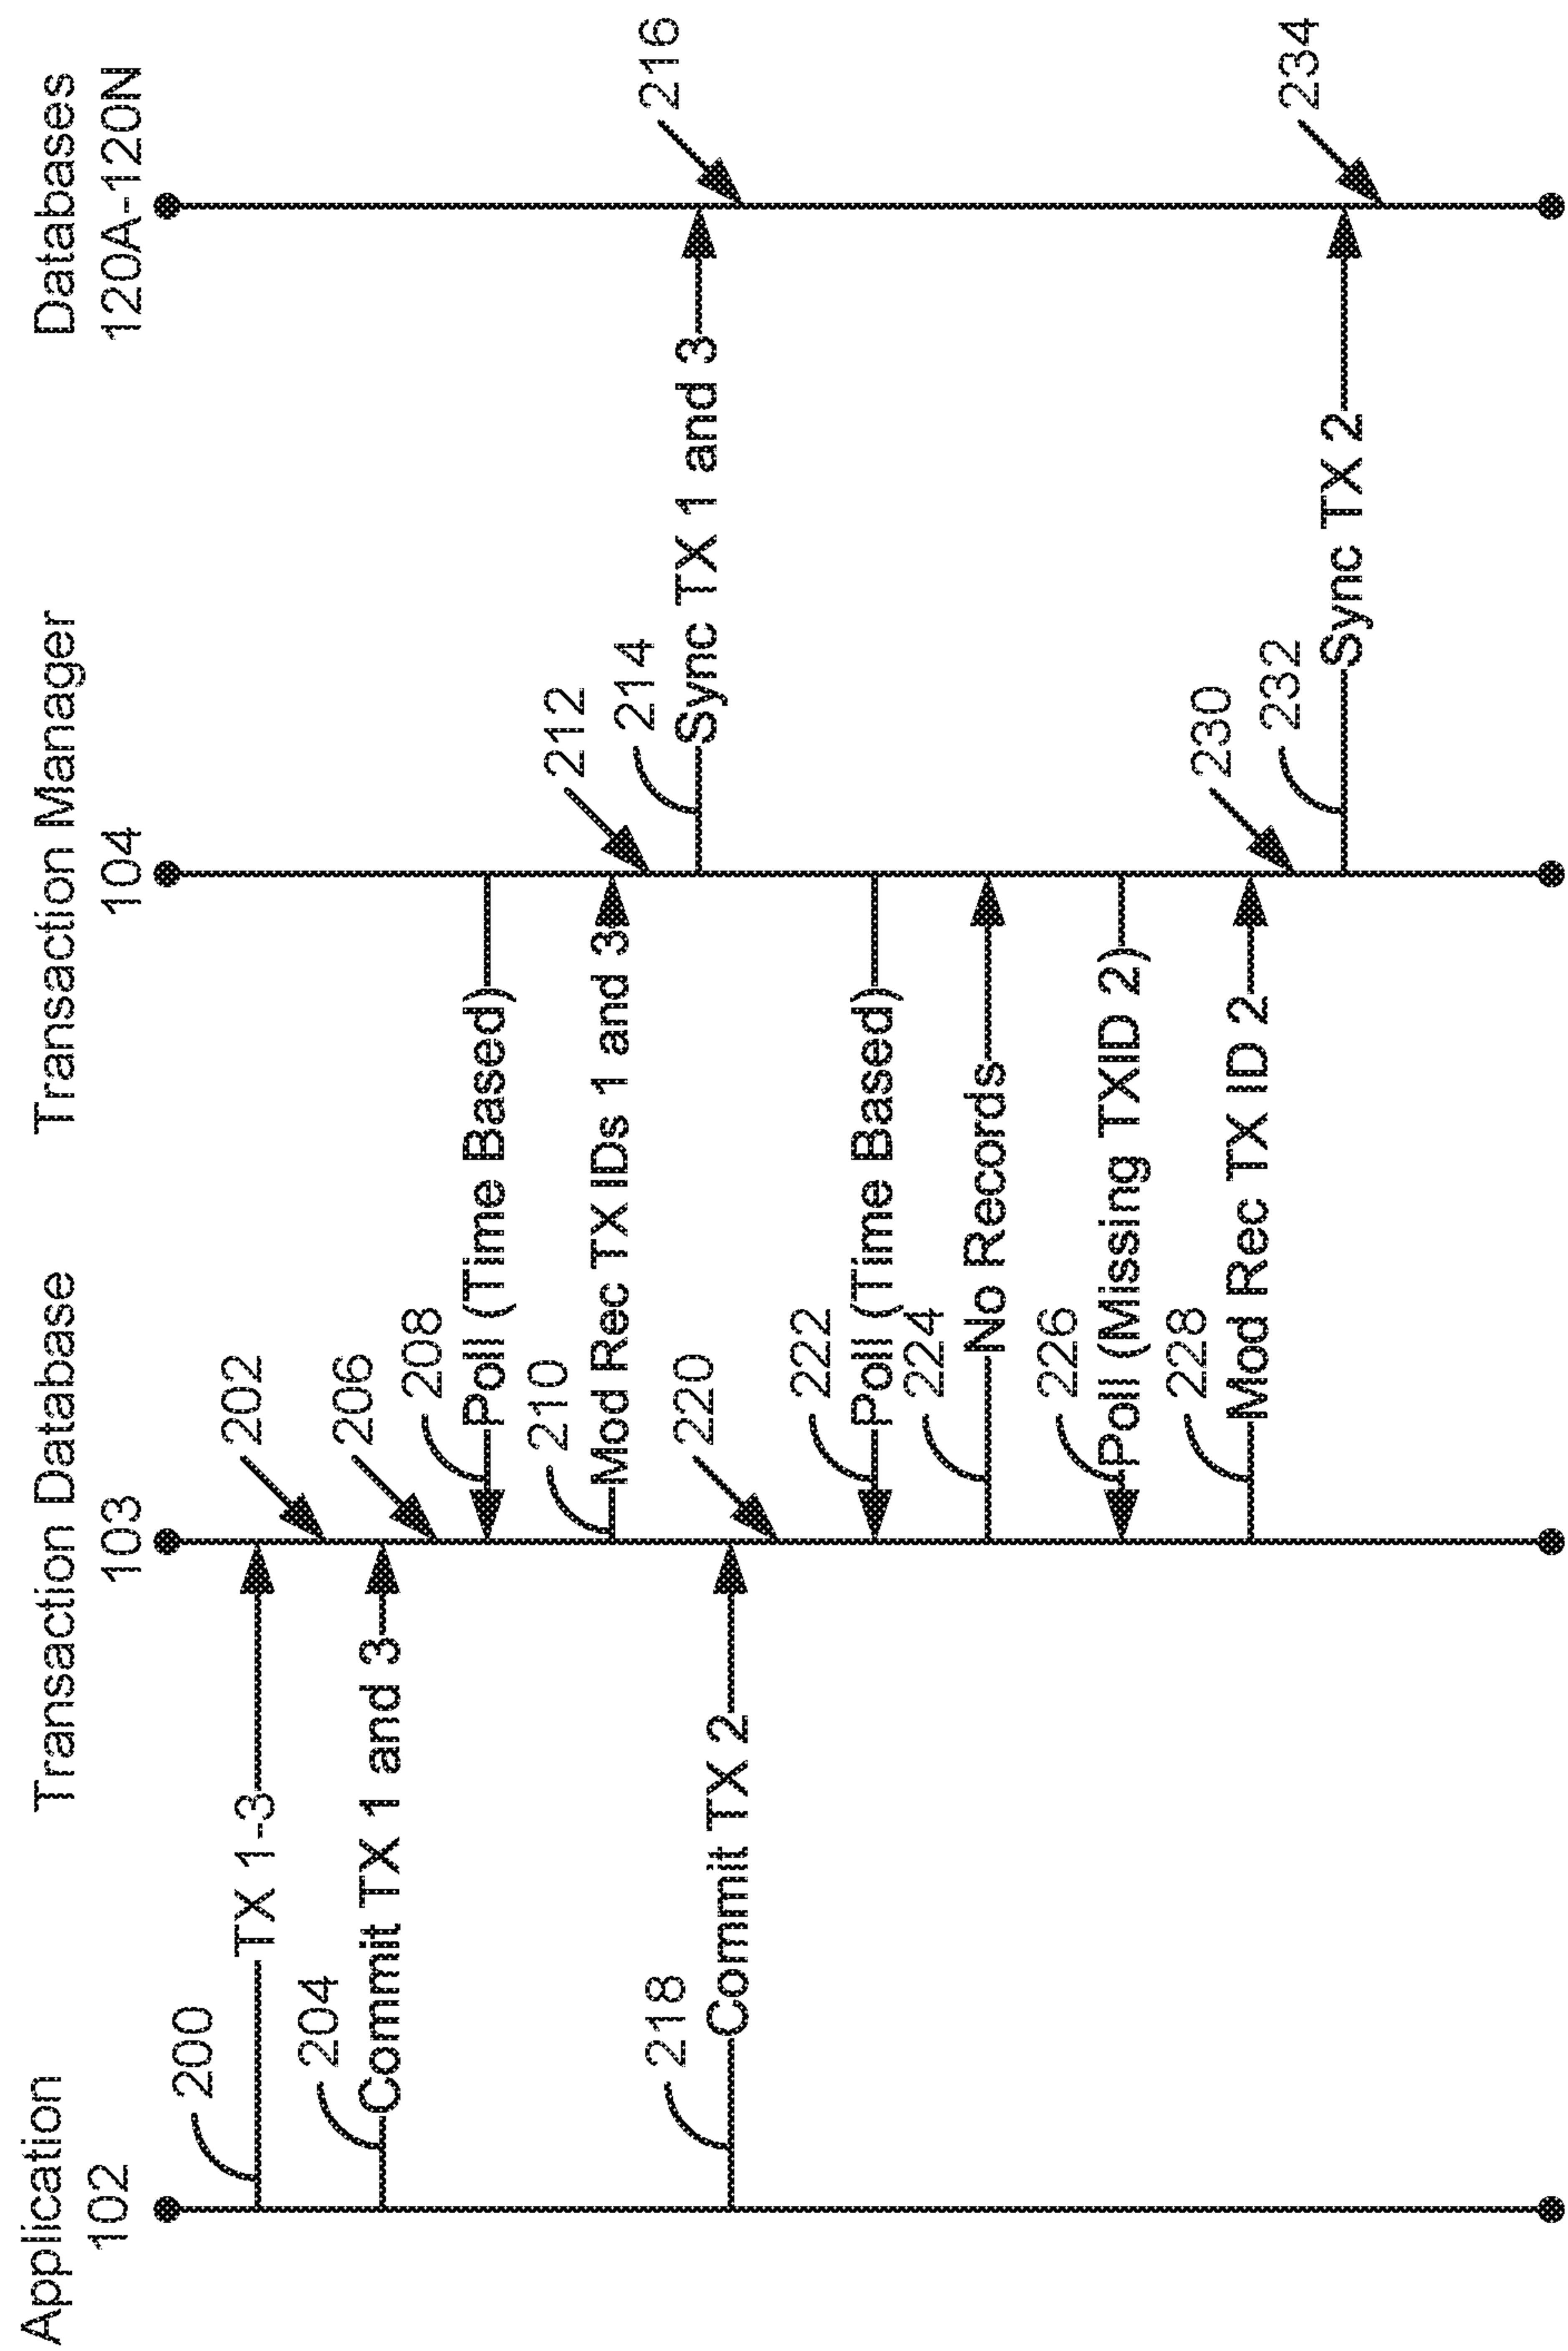 Application
102
Transaction Database
103
Transaction Manager
104
Databases
120A-120N
200
TX 1-3
202
204
Commit TX 1 and 3
206
208
Poll (Time Based)
210
Mod Rec TX IDs 1 and 3
212
214
Sync TX 1 and 3
216
218
Commit TX 2
220
222
Poll (Time Based)
224
No Records
226
Poll (Missing TXID 2)
228
Mod Rec TX ID 2
230
232
Sync TX 2
234